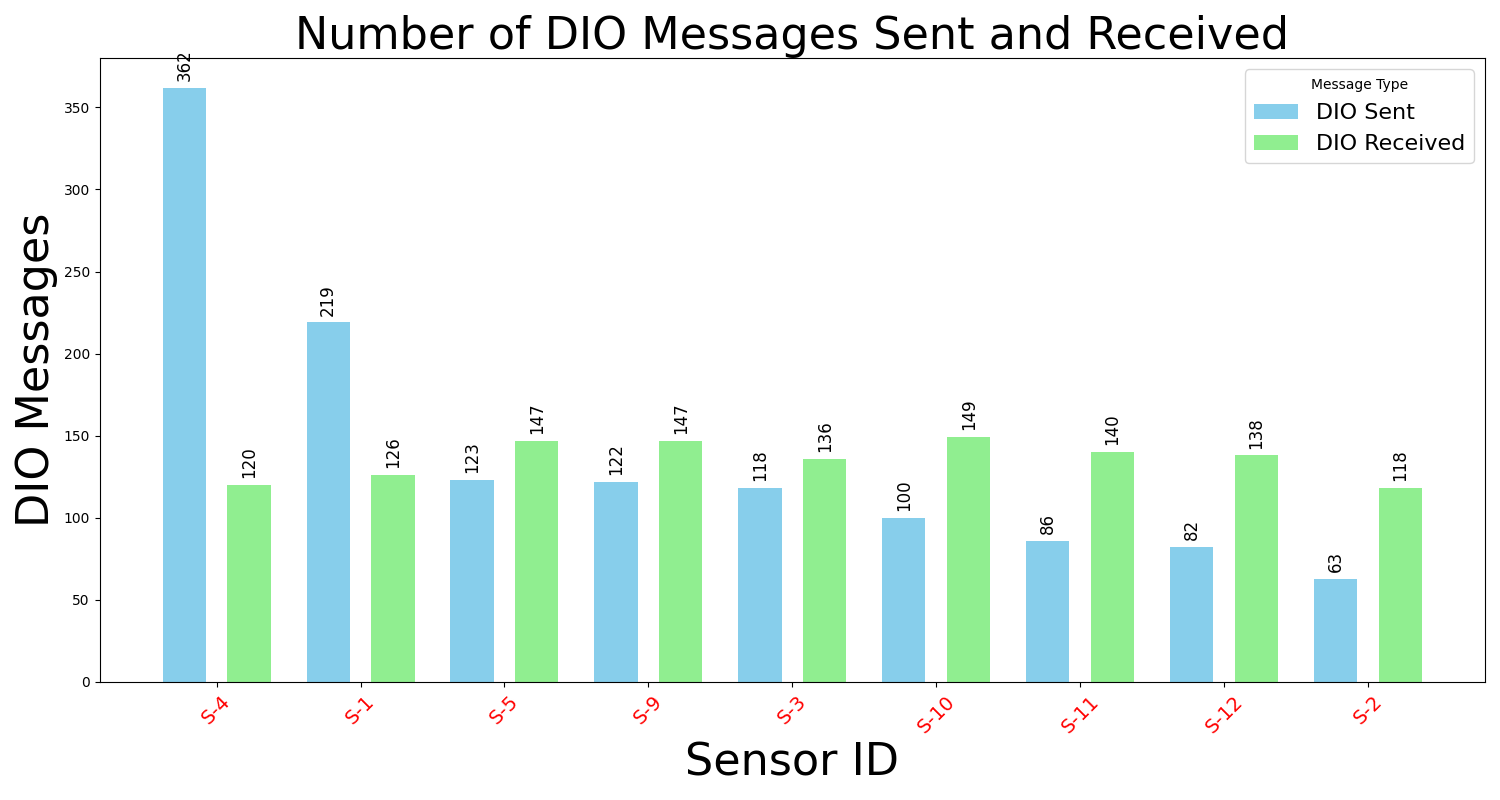 Number of DIO Messages Sent and Received
Message Type
DIO Sent
DIO Received
DIO Messages
350
300
250
200
150
100
50
0
362
120
219
126
123
147
122
147
118
136
100
149
86
140
82
138
63
118
S-4
S-1
S-5
S-9
S-3
S-10
S-11
S-12
S-2
Sensor ID